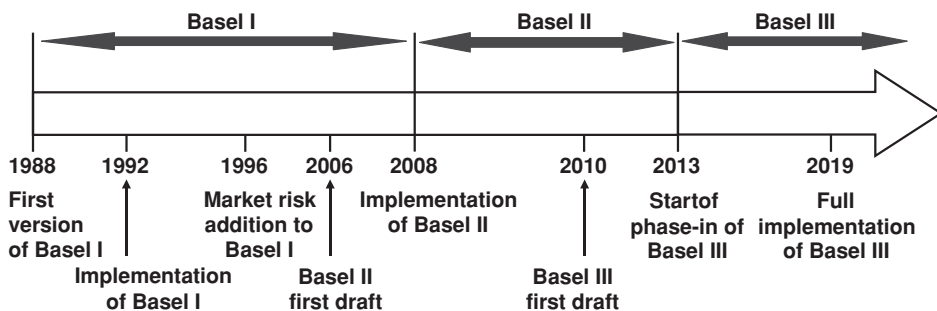 Basel I
Basel II
Basel III
1988
1992
1996
2006
2008
2010
2013
2019
First
version
of Basel I
Implementation
of Basel I
Market risk
addition to
Basel I
Basel II
first draft
Implementation
of Basel II
Basel III
first draft
Startof
phase-in of
Basel III
Full
implementation
of Basel III